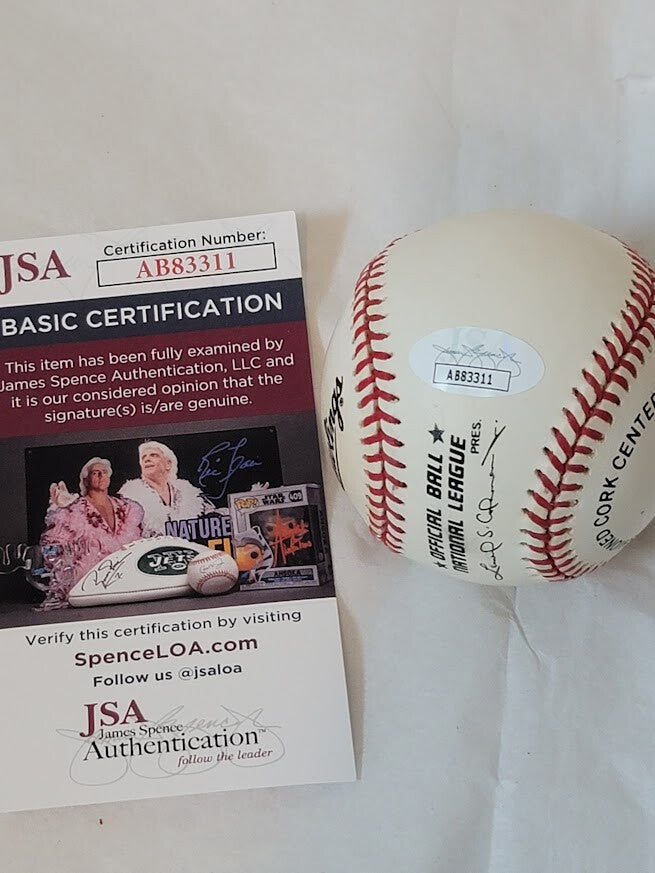 JSA
Certification Number:
AB83311
BASIC CERTIFICATION
This item has been fully examined by
James Spence Authentication, LLC and
it is our considered opinion that the
signature(s) is/are genuine.
NATURE
STAR
WARS
409
JETS
AHSOKA
Verify this certification by visiting
SpenceLOA.com
Follow us @jsaloa
JSA
James Spence
Authentication™
follow the leader
AB83311
★ OFFICIAL BALL ★
NATIONAL LEAGUE
PRES.
CORK CENTER